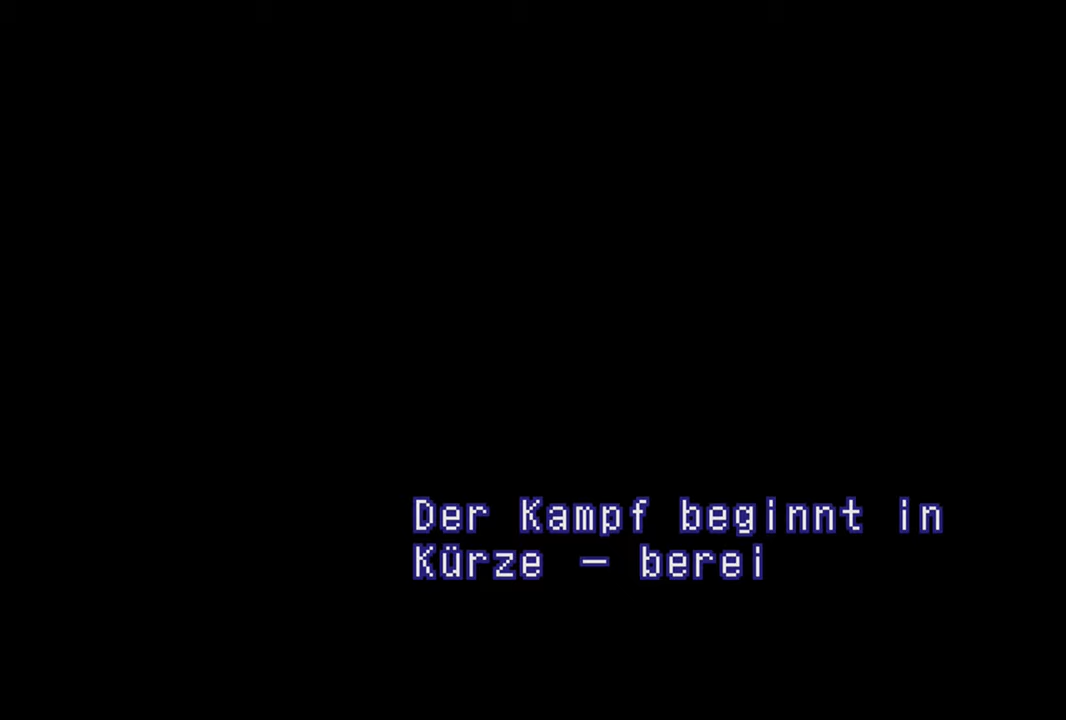 Der Kampf beginnt in
Kürze — berei